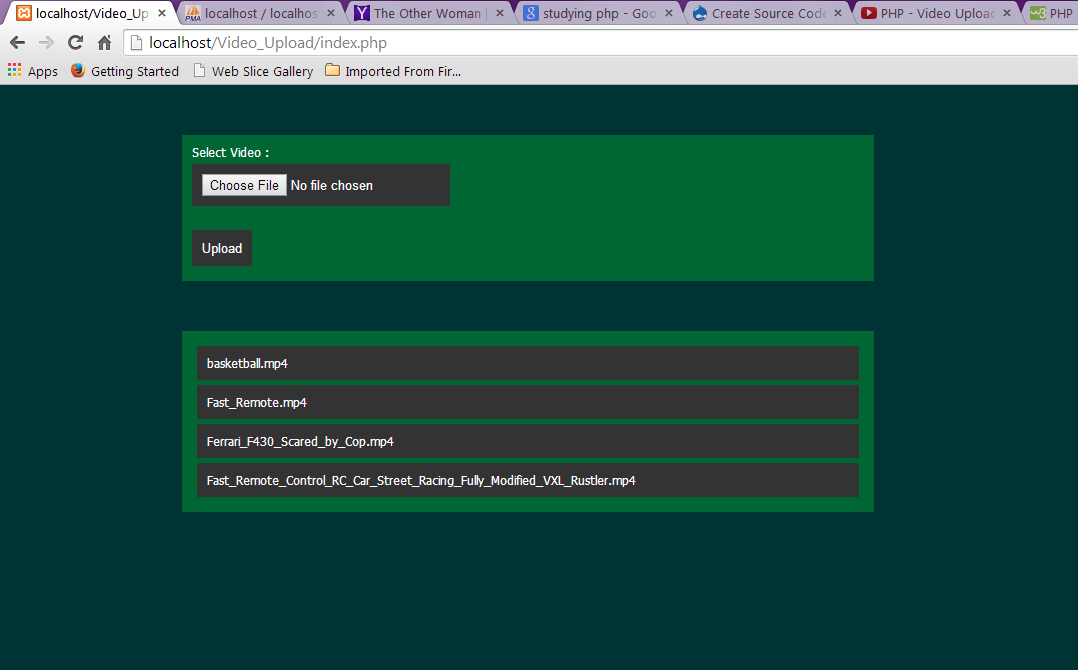 localhost/Video_Up
localhost / localhos
The Other Woman |
studying php - Goo
Create Source Code
PHP - Video Upload
PHP
localhost/Video_Upload/index.php
Apps
Getting Started
Web Slice Gallery
Imported From Fir...
Select Video :
Choose File No file chosen
Upload
basketball.mp4
Fast_Remote.mp4
Ferrari_F430_Scared_by_Cop.mp4
Fast_Remote_Control_RC_Car_Street_Racing_Fully_Modified_VXL_Rustler.mp4